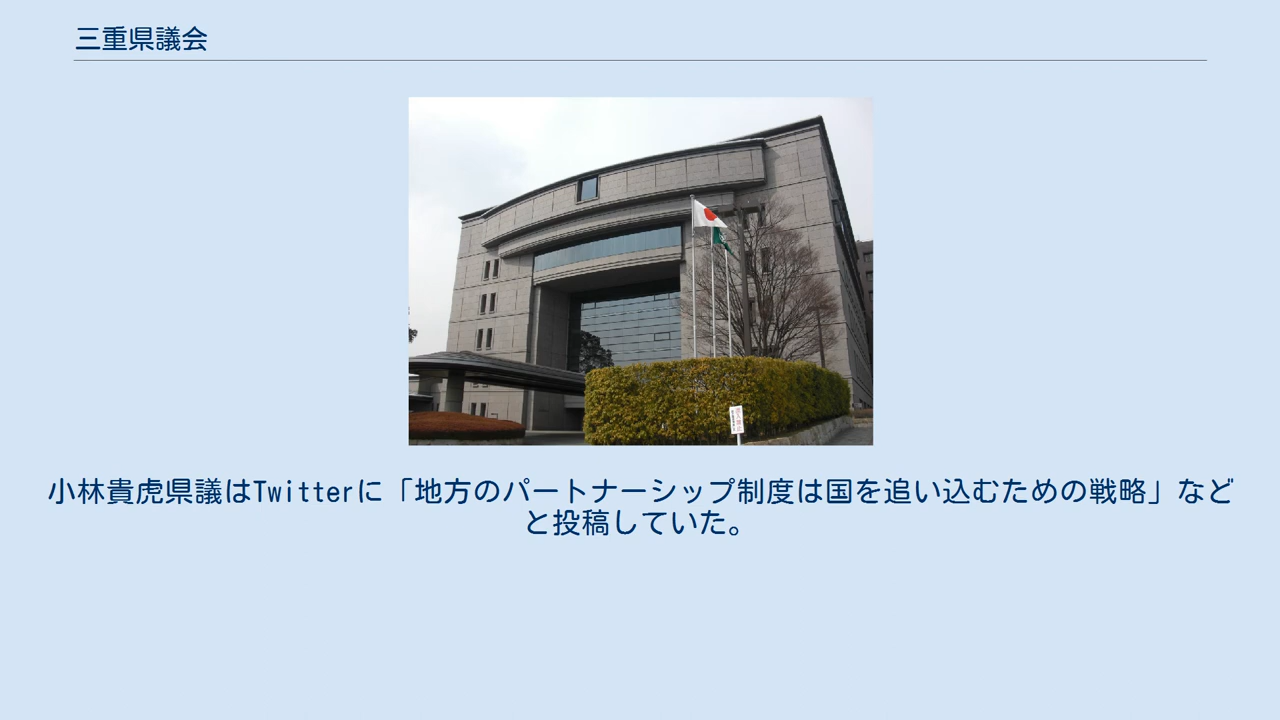 三重県議会
小林貴虎県議はTwitterに「地方のパートナーシップ制度は国を追い込むための戦略」など
と投稿していた。